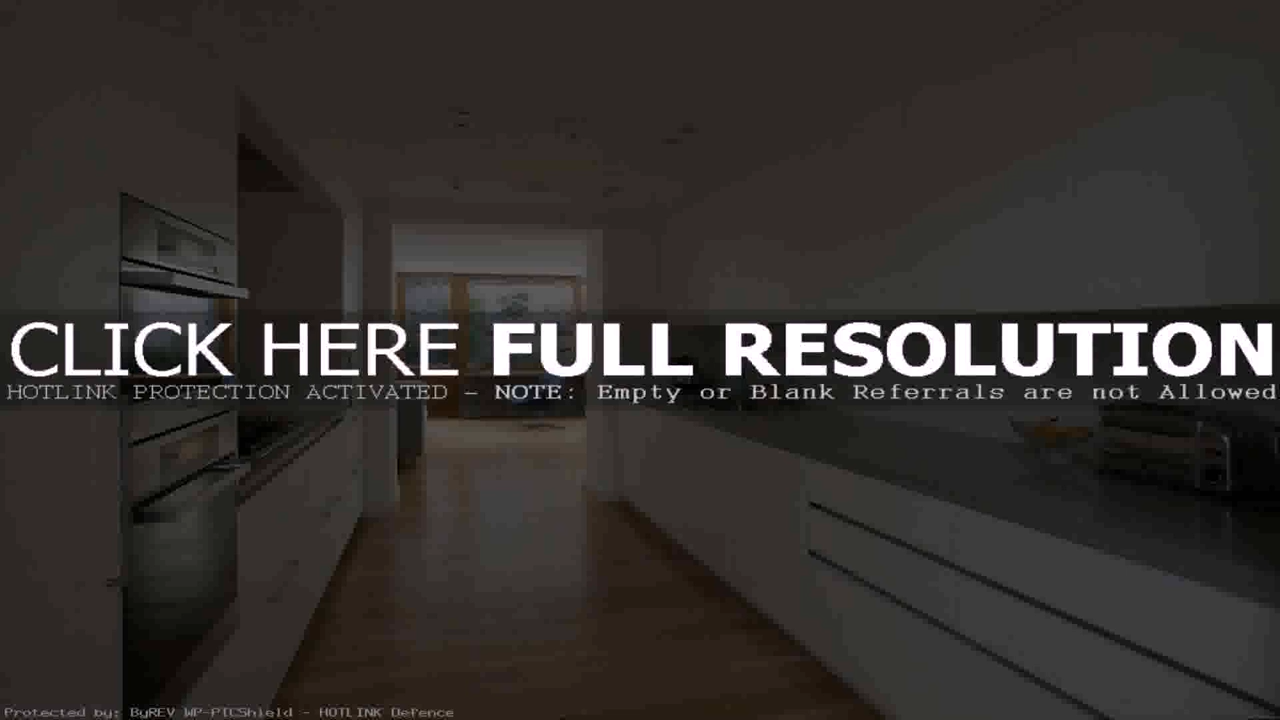 CLICK HERE FULL RESOLUTION
HOTLINK PROTECTION ACTIVATED – NOTE: Empty or Blank Referrals are not Allowed
Protected by: ByREV WP-PICShield – HOTLINK Defence